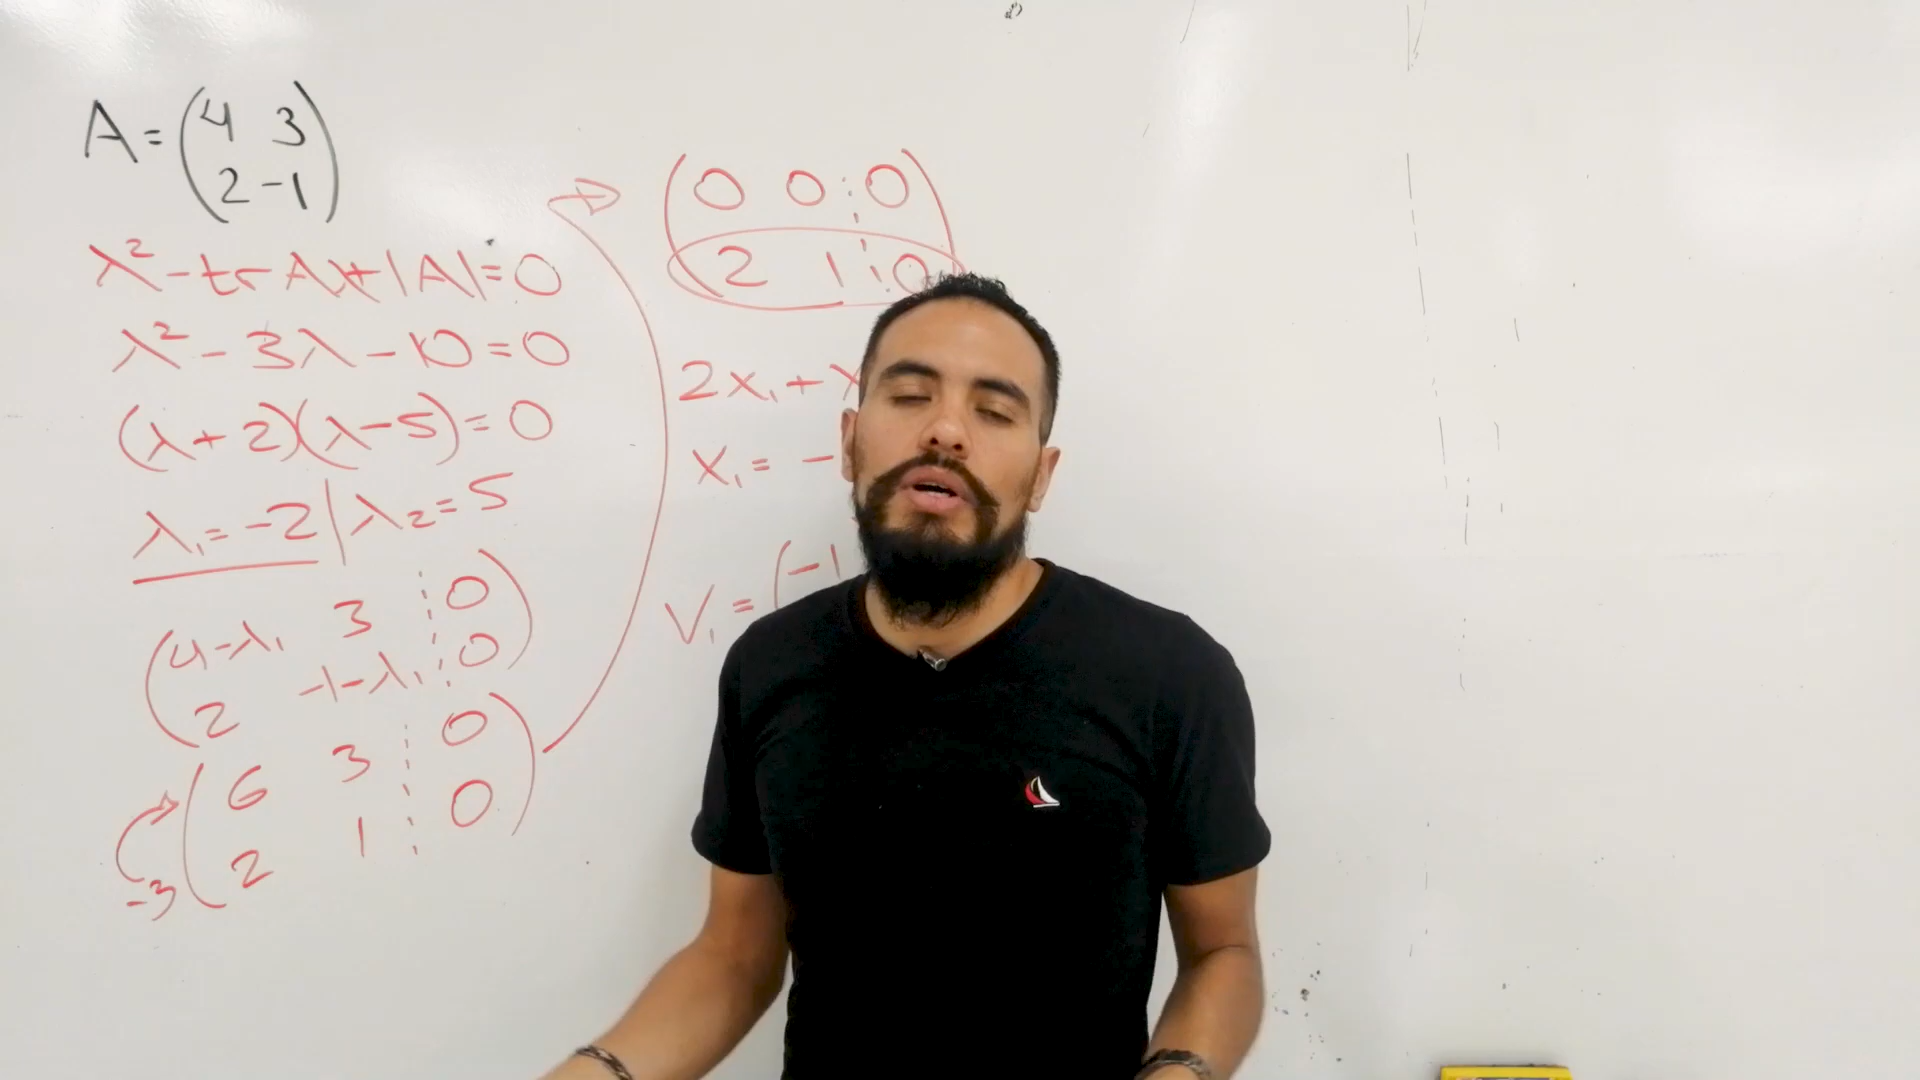 A = (4 3
2 -1)
λ² - tr Aλ + |A| = 0
λ² - 3λ - 10 = 0
(λ + 2)(λ - 5) = 0
λ₁ = -2 | λ₂ = 5
(4-λ₁ 3 ⋮ 0
2 -1-λ₁ ⋮ 0)
(6 3 ⋮ 0
2 1 ⋮ 0)
-3
(0 0 ⋮ 0
2 1 ⋮ 0)
2x₁ + x
x₁ = -
V₁ = (-1